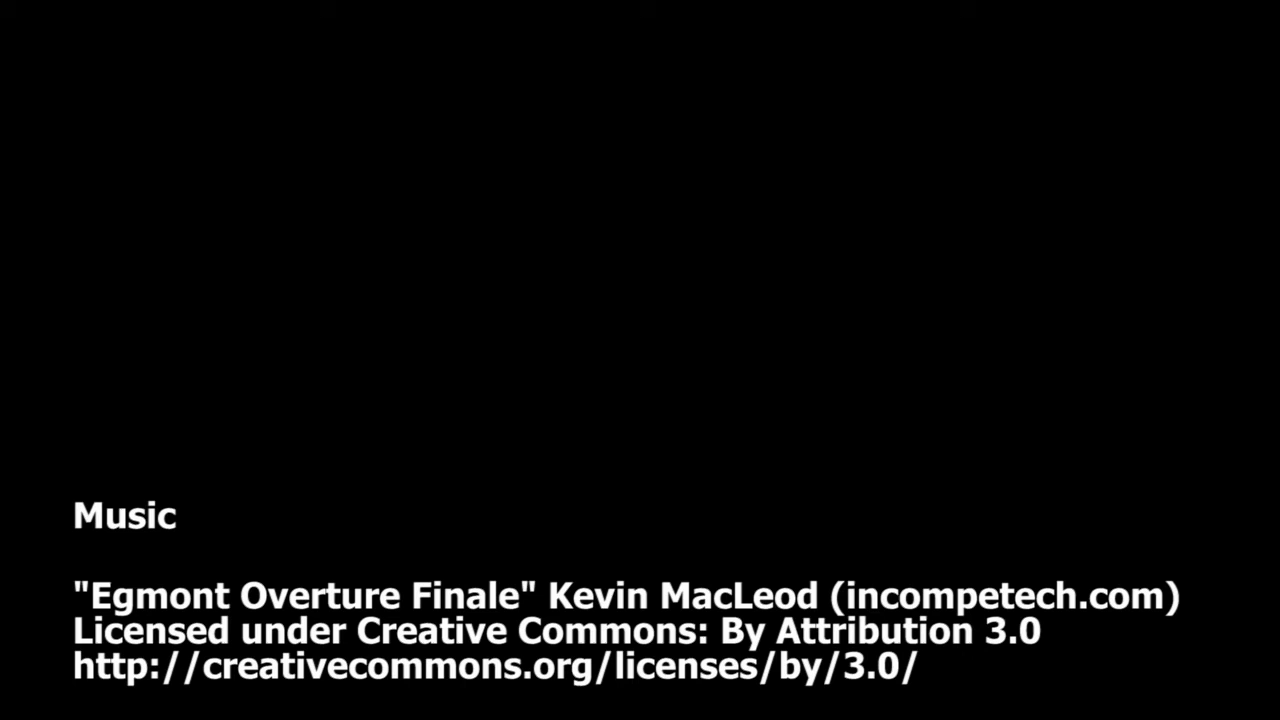 Music
"Egmont Overture Finale" Kevin MacLeod (incompetech.com)
Licensed under Creative Commons: By Attribution 3.0
http://creativecommons.org/licenses/by/3.0/